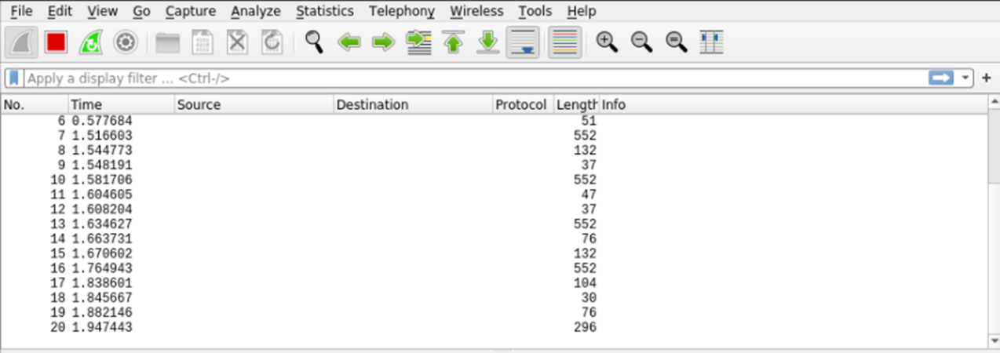 File Edit View Go Capture Analyze Statistics Telephony Wireless Tools Help
Apply a display filter ... <Ctrl-/>
No. Time Source Destination Protocol Length Info
6 0.577684 51
7 1.516603 552
8 1.544773 132
9 1.548191 37
10 1.581706 552
11 1.604605 47
12 1.608204 37
13 1.634627 552
14 1.663731 76
15 1.670602 132
16 1.764943 552
17 1.838601 104
18 1.845667 30
19 1.882146 76
20 1.947443 296